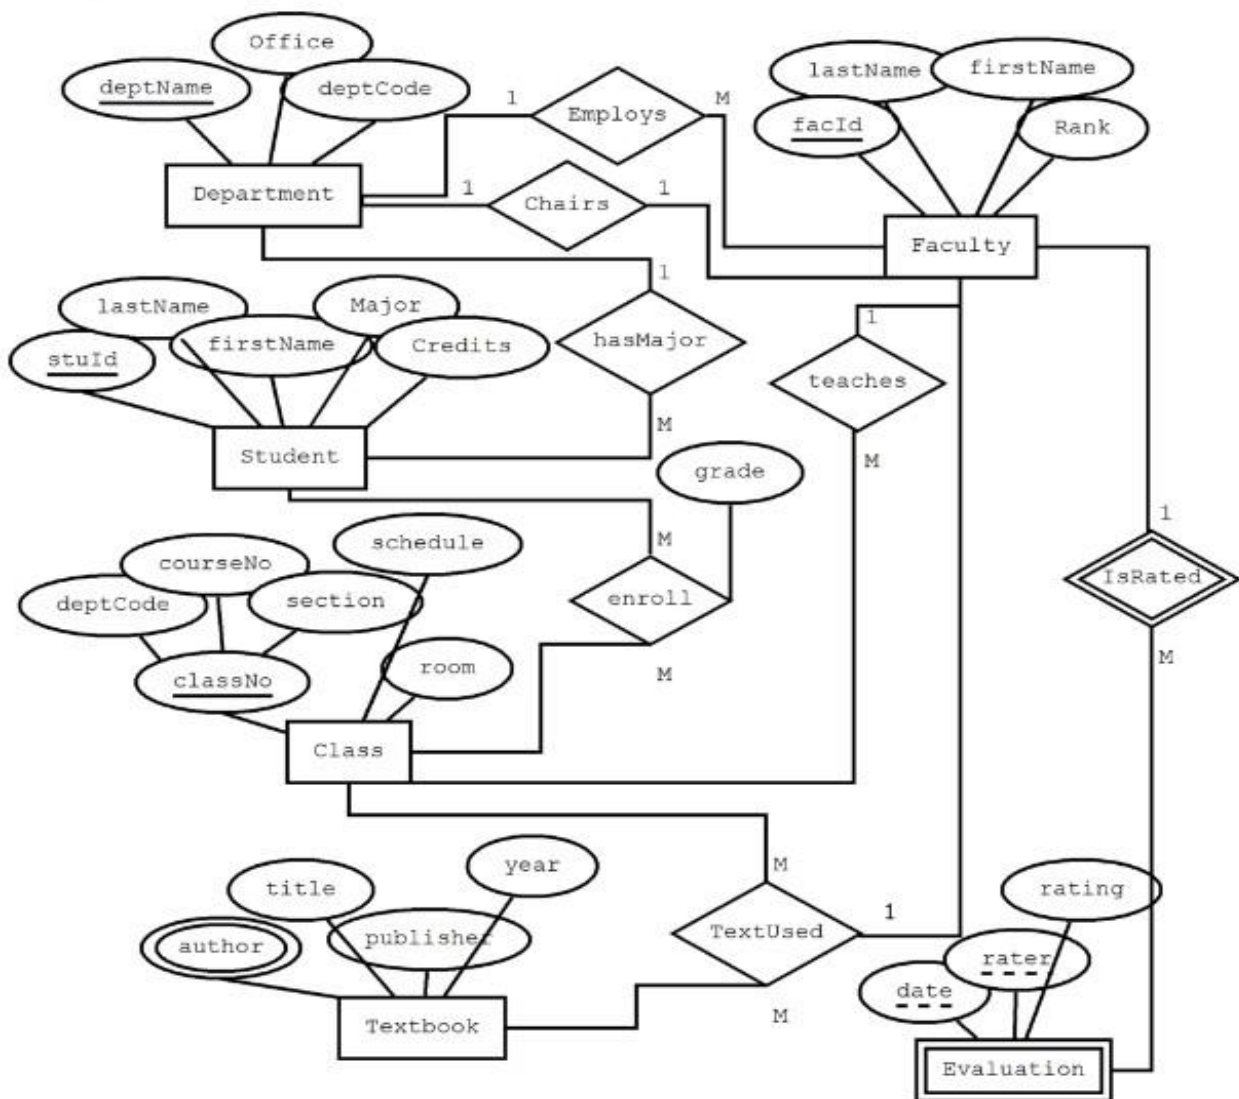 Office
deptName
deptCode
1
Employs
M
lastName
firstName
facId
Rank
Department
1
Chairs
1
Faculty
1
lastName
Major
firstName
Credits
stuId
hasMajor
1
teaches
M
M
Student
grade
M
1
schedule
courseNo
deptCode
section
enroll
IsRated
room
classNo
M
M
Class
M
year
title
rating
1
author
publisher
TextUsed
rater
date
M
Textbook
Evaluation